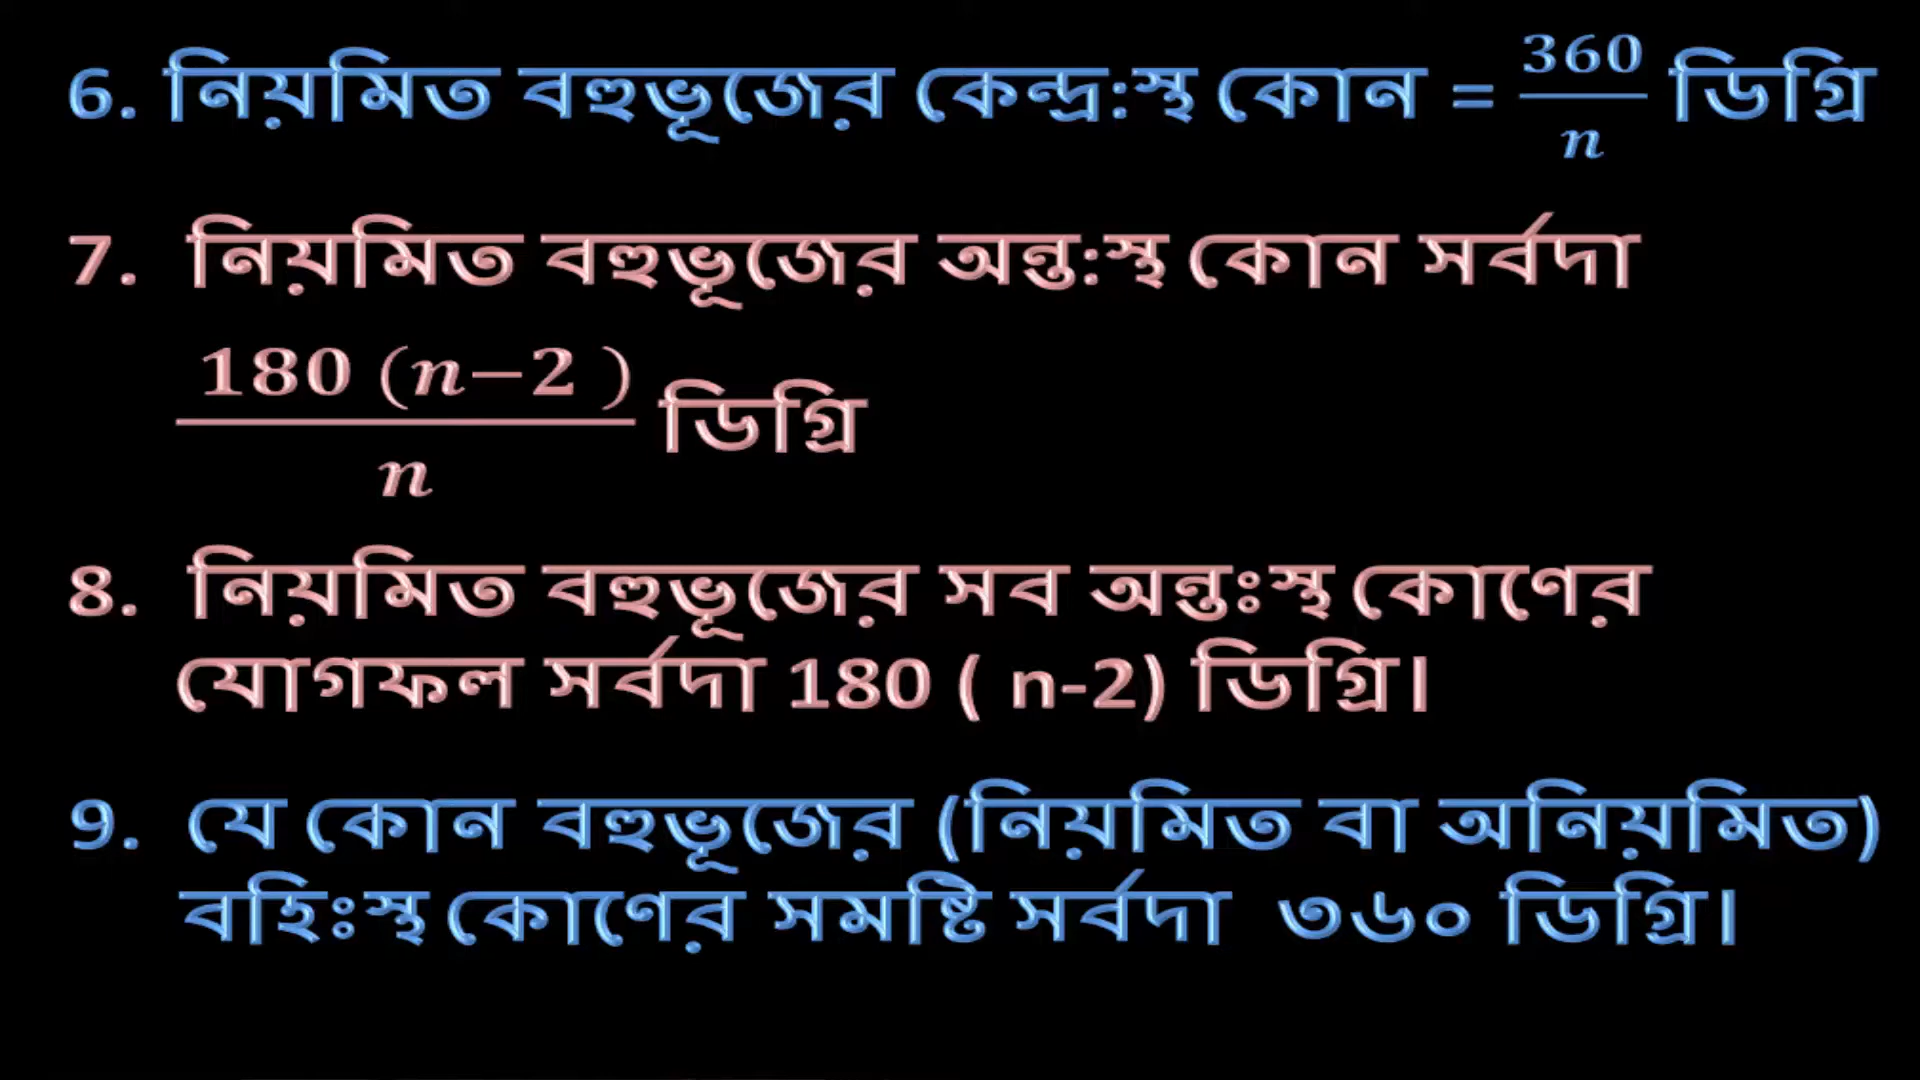 6. নিয়মিত বহুভূজের কেন্দ্র:স্থ কোন = 360/n ডিগ্রি
7. নিয়মিত বহুভূজের অন্ত:স্থ কোন সর্বদা
180 (n−2 )/n ডিগ্রি
8. নিয়মিত বহুভূজের সব অন্তঃস্থ কোণের
যোগফল সর্বদা 180 ( n-2) ডিগ্রি।
9. যে কোন বহুভূজের (নিয়মিত বা অনিয়মিত)
বহিঃস্থ কোণের সমষ্টি সর্বদা ৩৬০ ডিগ্রি।